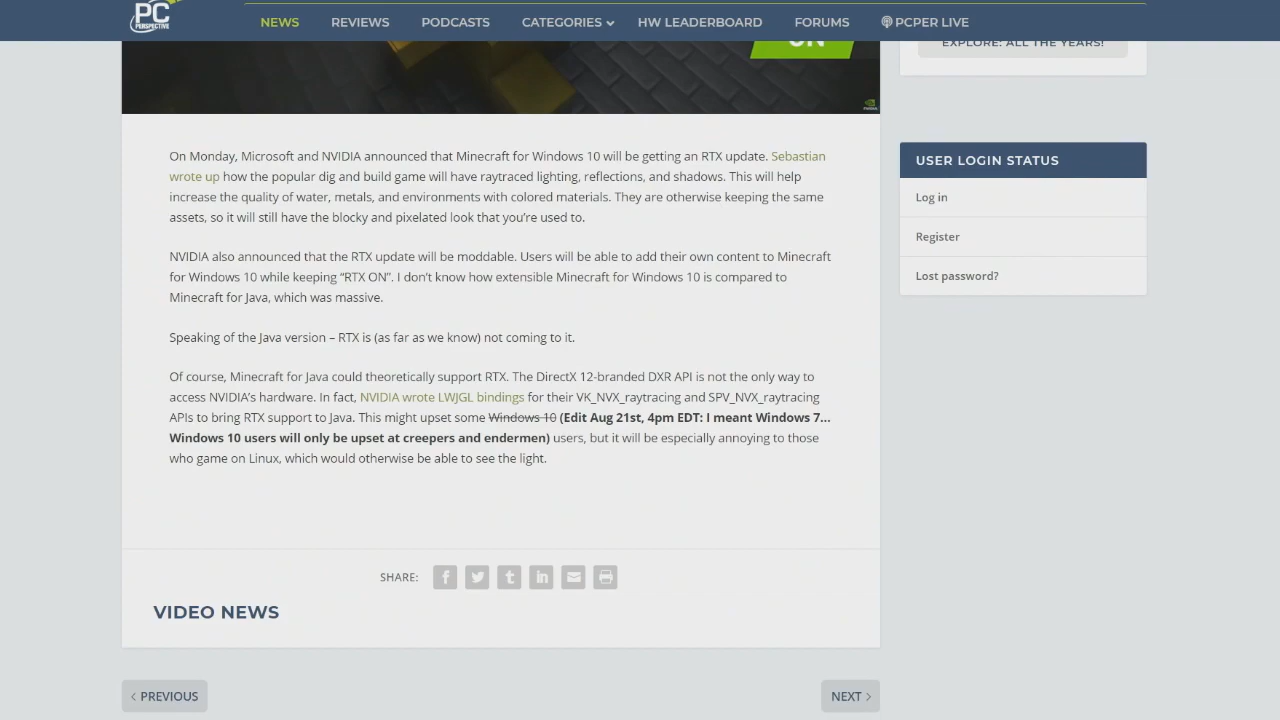 PC
PERSPECTIVE
NEWS
REVIEWS
PODCASTS
CATEGORIES
HW LEADERBOARD
FORUMS
PCPER LIVE
ON
EXPLORE: ALL THE YEARS!
On Monday, Microsoft and NVIDIA announced that Minecraft for Windows 10 will be getting an RTX update. Sebastian
wrote up how the popular dig and build game will have raytraced lighting, reflections, and shadows. This will help
increase the quality of water, metals, and environments with colored materials. They are otherwise keeping the same
assets, so it will still have the blocky and pixelated look that you’re used to.
NVIDIA also announced that the RTX update will be moddable. Users will be able to add their own content to Minecraft
for Windows 10 while keeping “RTX ON”. I don’t know how extensible Minecraft for Windows 10 is compared to
Minecraft for Java, which was massive.
Speaking of the Java version – RTX is (as far as we know) not coming to it.
Of course, Minecraft for Java could theoretically support RTX. The DirectX 12-branded DXR API is not the only way to
access NVIDIA’s hardware. In fact, NVIDIA wrote LWJGL bindings for their VK_NVX_raytracing and SPV_NVX_raytracing
APIs to bring RTX support to Java. This might upset some Windows 10 (Edit Aug 21st, 4pm EDT: I meant Windows 7…
Windows 10 users will only be upset at creepers and endermen) users, but it will be especially annoying to those
who game on Linux, which would otherwise be able to see the light.
SHARE:
VIDEO NEWS
PREVIOUS
NEXT
USER LOGIN STATUS
Log in
Register
Lost password?